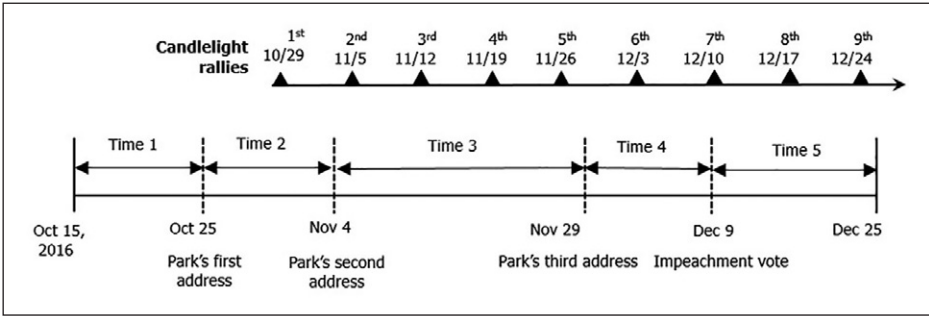 Candlelight
rallies
1st 2nd 3rd 4th 5th 6th 7th 8th 9th
10/29 11/5 11/12 11/19 11/26 12/3 12/10 12/17 12/24
Time 1 Time 2 Time 3 Time 4 Time 5
Oct 15, Oct 25 Nov 4 Nov 29 Dec 9 Dec 25
2016
Park's first Park's second Park's third address Impeachment vote
address address